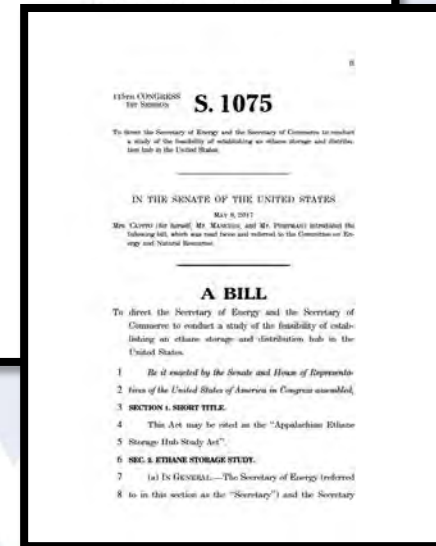 II
115TH CONGRESS
1ST SESSION
S. 1075
To direct the Secretary of Energy and the Secretary of Commerce to conduct
a study of the feasibility of establishing an ethane storage and distribu-
tion hub in the United States.
IN THE SENATE OF THE UNITED STATES
MAY 9, 2017
Mrs. CAPITO (for herself, Mr. MANCHIN, and Mr. PORTMAN) introduced the
following bill; which was read twice and referred to the Committee on En-
ergy and Natural Resources
A BILL
To direct the Secretary of Energy and the Secretary of
Commerce to conduct a study of the feasibility of estab-
lishing an ethane storage and distribution hub in the
United States.
1 Be it enacted by the Senate and House of Representa-
2 tives of the United States of America in Congress assembled,
3 SECTION 1. SHORT TITLE.
4 This Act may be cited as the “Appalachian Ethane
5 Storage Hub Study Act”.
6 SEC. 2. ETHANE STORAGE STUDY.
7 (a) IN GENERAL.—The Secretary of Energy (referred
8 to in this section as the “Secretary”) and the Secretary